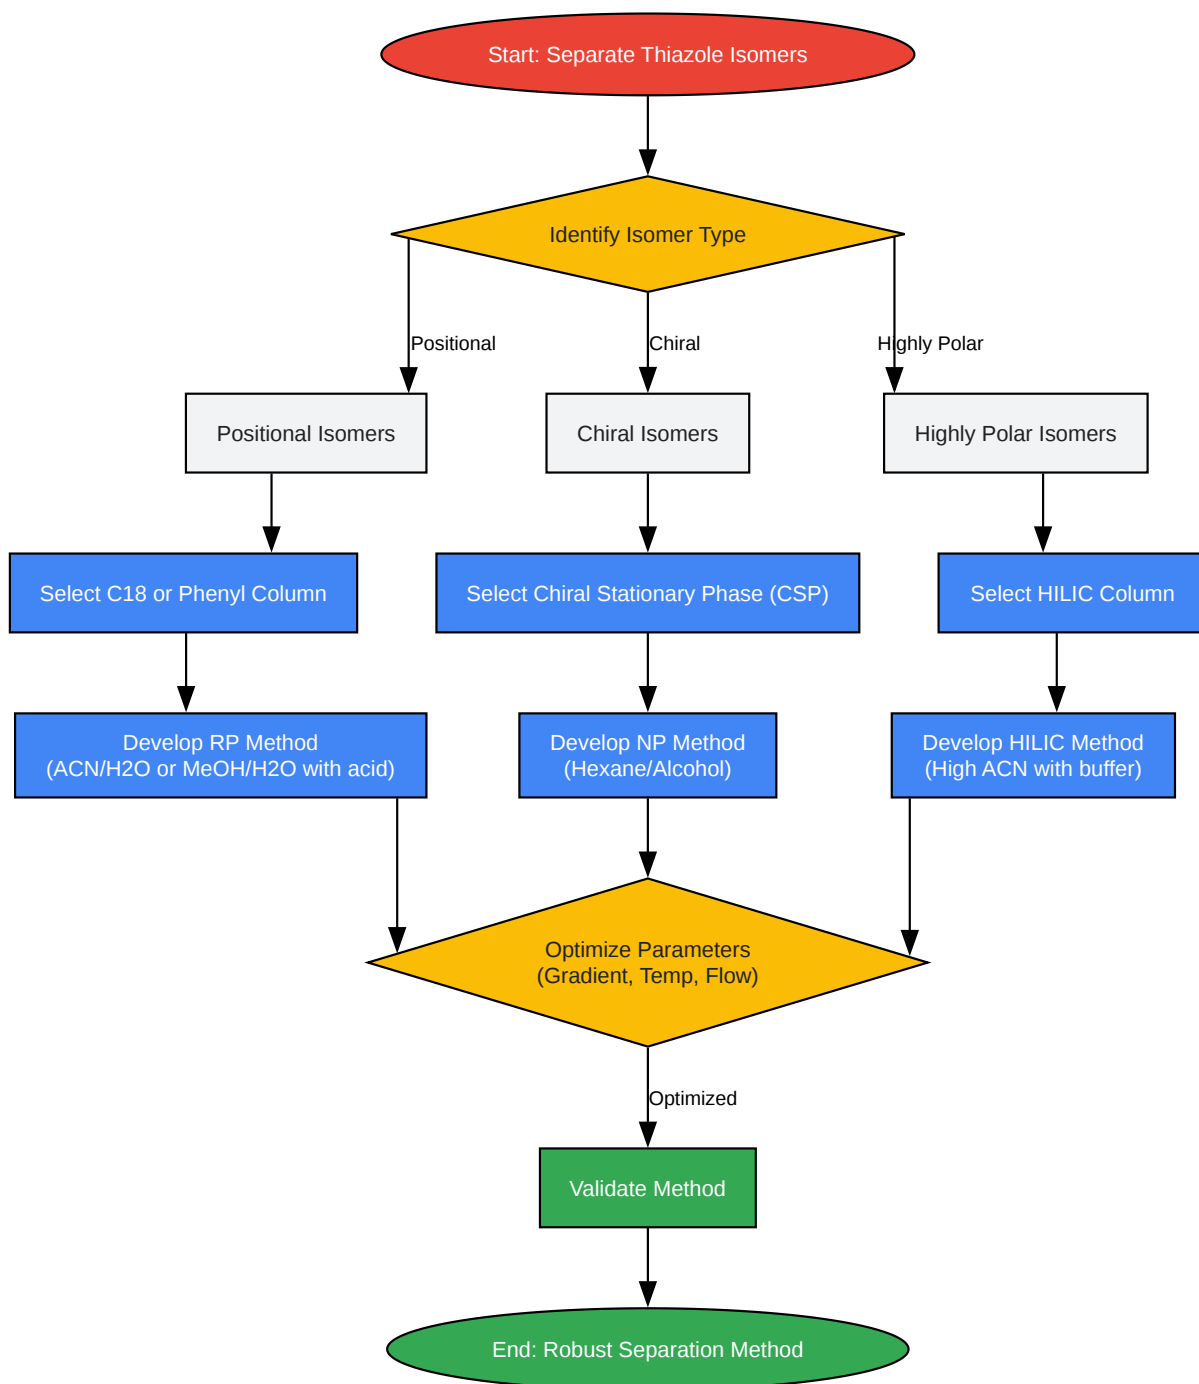 Start: Separate Thiazole Isomers
Identify Isomer Type
Positional
Chiral
Highly Polar
Positional Isomers
Chiral Isomers
Highly Polar Isomers
Select C18 or Phenyl Column
Select Chiral Stationary Phase (CSP)
Select HILIC Column
Develop RP Method
(ACN/H2O or MeOH/H2O with acid)
Develop NP Method
(Hexane/Alcohol)
Develop HILIC Method
(High ACN with buffer)
Optimize Parameters
(Gradient, Temp, Flow)
Optimized
Validate Method
End: Robust Separation Method